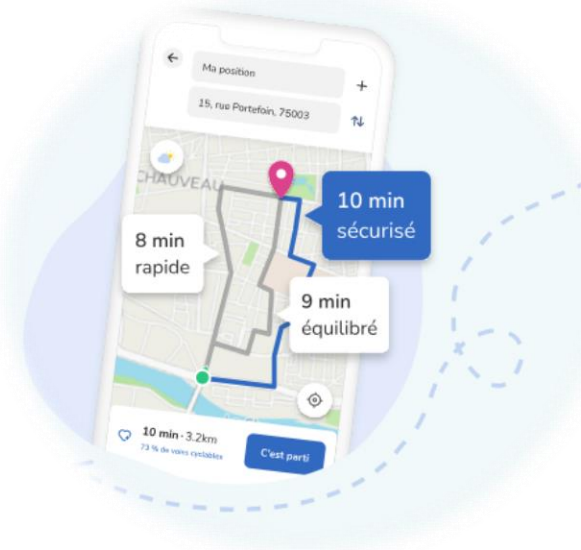 Ma position
15, rue Portefoin, 75003
CHAUVEAU
10 min
sécurisé
8 min
rapide
9 min
équilibré
10 min - 3.2km
73 % de voies cyclables
C'est parti